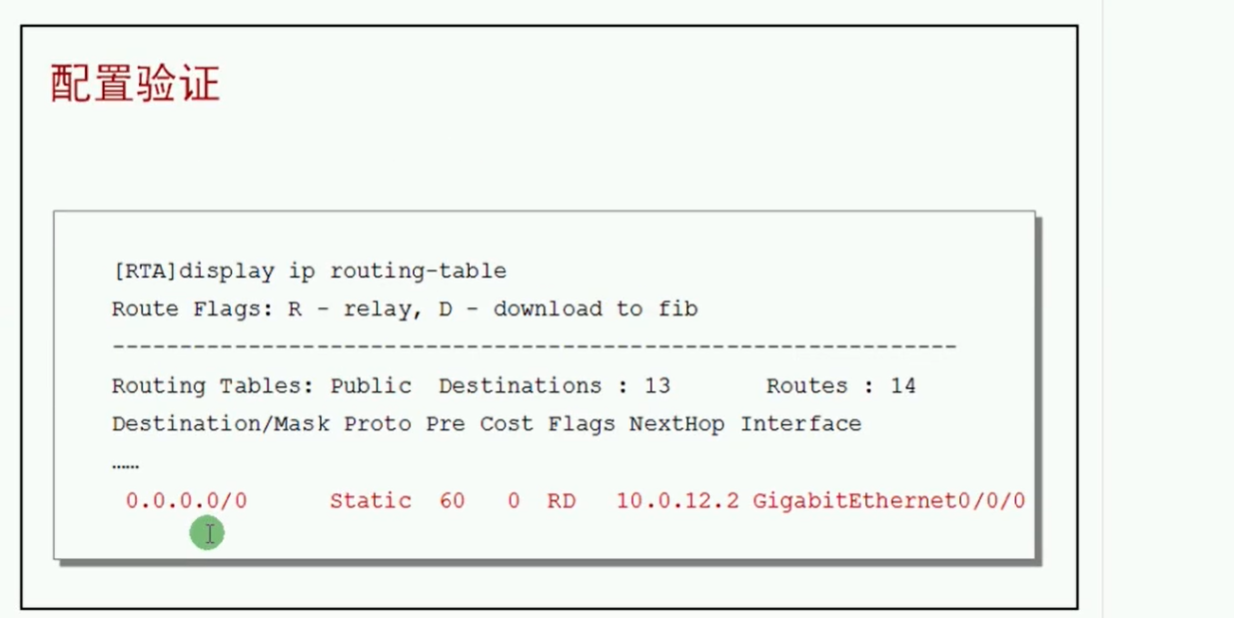 配置验证
[RTA]display ip routing-table
Route Flags: R - relay, D - download to fib
---------------------------------------------------------------
Routing Tables: Public  Destinations : 13       Routes : 14
Destination/Mask Proto Pre Cost Flags NextHop Interface
……
0.0.0.0/0      Static  60   0  RD   10.0.12.2 GigabitEthernet0/0/0